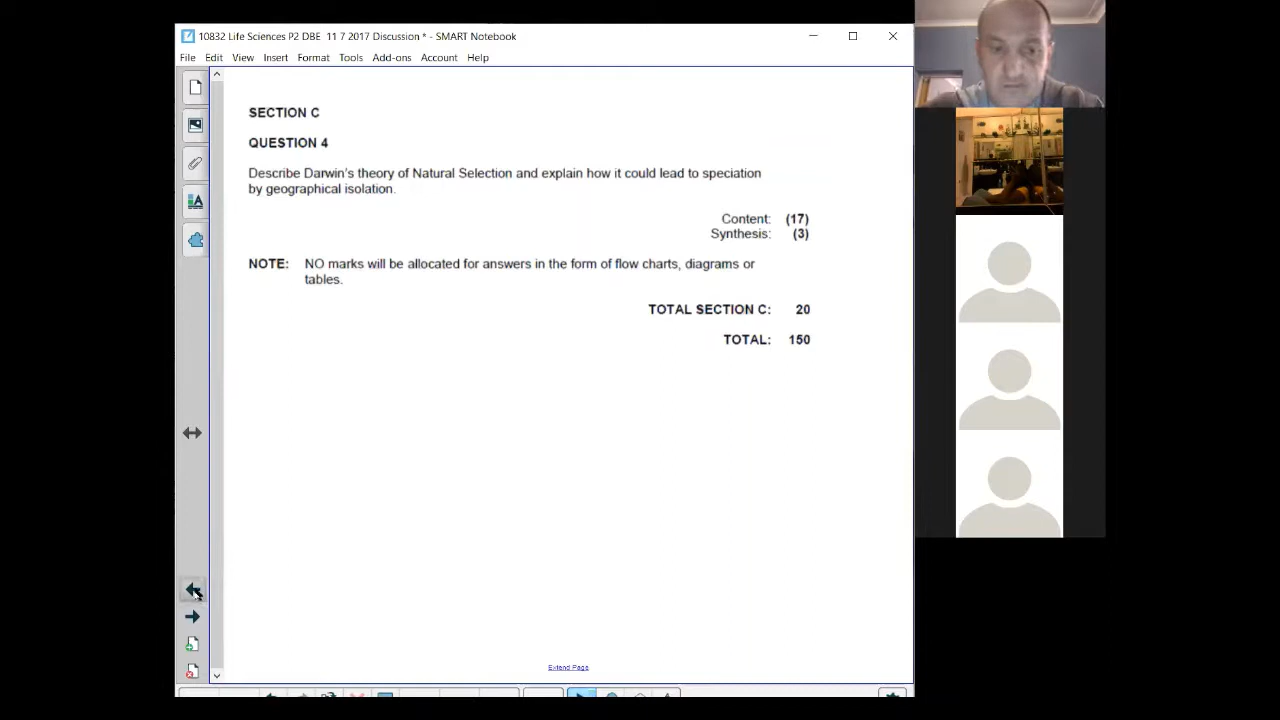 10832 Life Sciences P2 DBE 11 7 2017 Discussion * - SMART Notebook
File Edit View Insert Format Tools Add-ons Account Help
SECTION C
QUESTION 4
Describe Darwin's theory of Natural Selection and explain how it could lead to speciation
by geographical isolation.
Content: (17)
Synthesis: (3)
NOTE: NO marks will be allocated for answers in the form of flow charts, diagrams or
tables.
TOTAL SECTION C: 20
TOTAL: 150
Extend Page